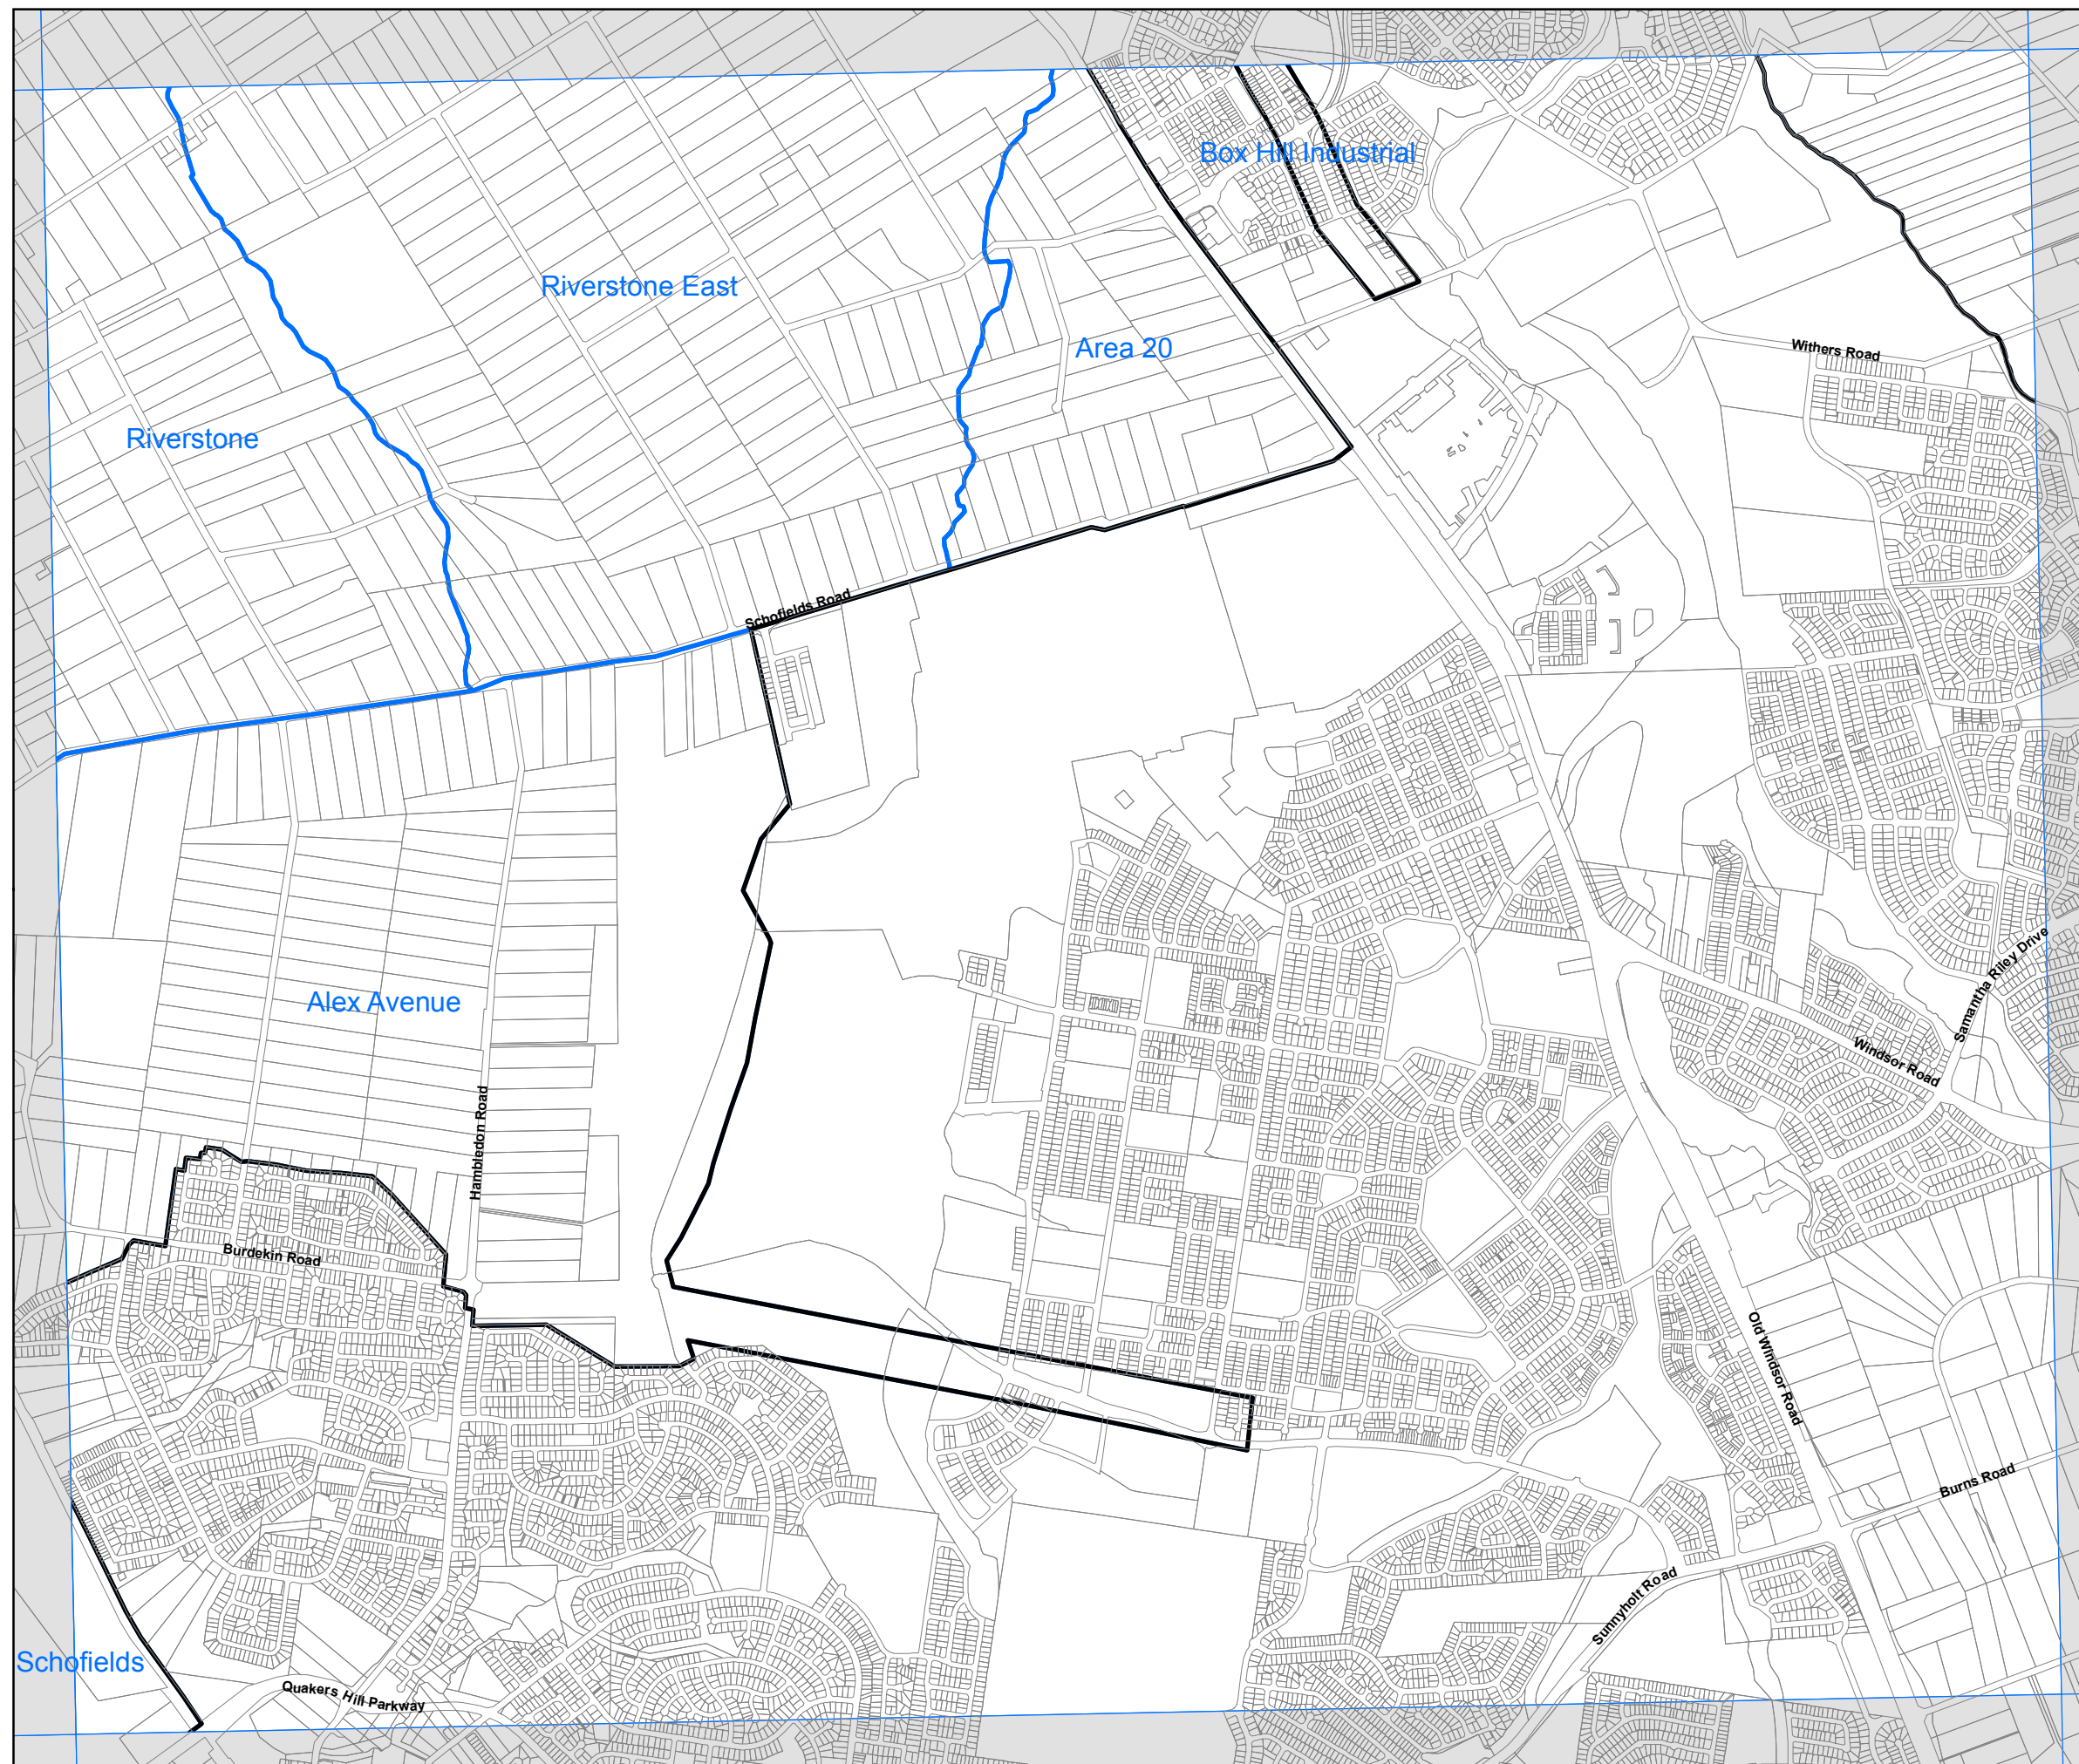 Box Hill Industrial
Riverstone East
Area 20
Withers Road
Riverstone
Schofields Road
Alex Avenue
Samantha Riley Drive
Windsor Road
Hambledon Road
Burdekin Road
Old Windsor Road
Burns Road
Sunnyholt Road
Schofields
Quakers Hill Parkway